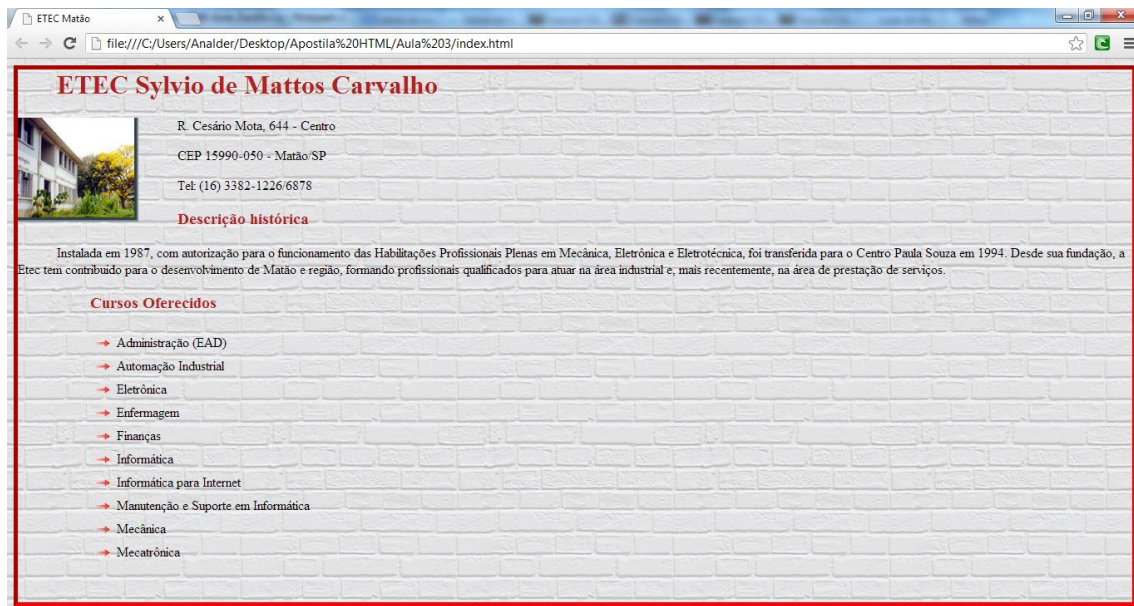 ETEC Matão
file:///C:/Users/Analder/Desktop/Apostila%20HTML/Aula%203/index.html
ETEC Sylvio de Mattos Carvalho
R. Cesário Mota, 644 - Centro
CEP 15990-050 - Matão/SP
Tel: (16) 3382-1226/6878
Descrição histórica
Instalada em 1987, com autorização para o funcionamento das Habilitações Profissionais Plenas em Mecânica, Eletrônica e Eletrotécnica, foi transferida para o Centro Paula Souza em 1994. Desde sua fundação, a
Etec tem contribuído para o desenvolvimento de Matão e região, formando profissionais qualificados para atuar na área industrial e, mais recentemente, na área de prestação de serviços.
Cursos Oferecidos
Administração (EAD)
Automação Industrial
Eletrônica
Enfermagem
Finanças
Informática
Informática para Internet
Manutenção e Suporte em Informática
Mecânica
Mecatrônica